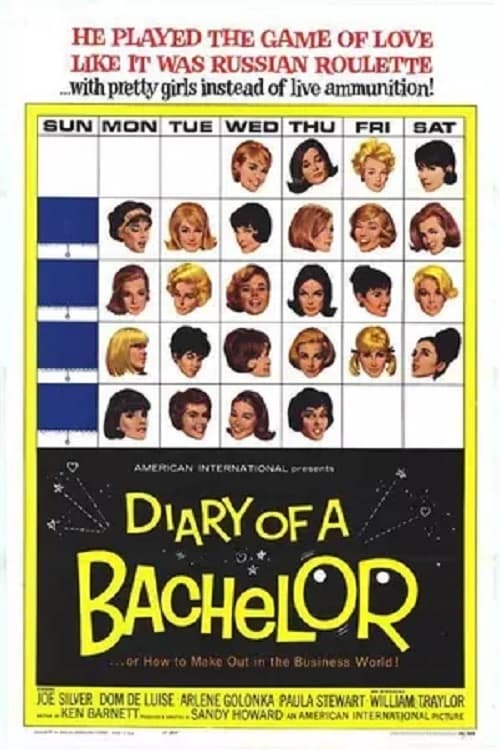 HE PLAYED THE GAME OF LOVE
LIKE IT WAS RUSSIAN ROULETTE
...with pretty girls instead of live ammunition!
SUN MON TUE WED THU FRI SAT
AMERICAN INTERNATIONAL presents
DIARY OF A
BACHELOR
...or How to Make Out in the Business World!
JOE SILVER DOM DE LUISE ARLENE GOLONKA PAULA STEWART WILLIAM TRAYLOR
KEN BARNETT SANDY HOWARD AN AMERICAN INTERNATIONAL PICTURE